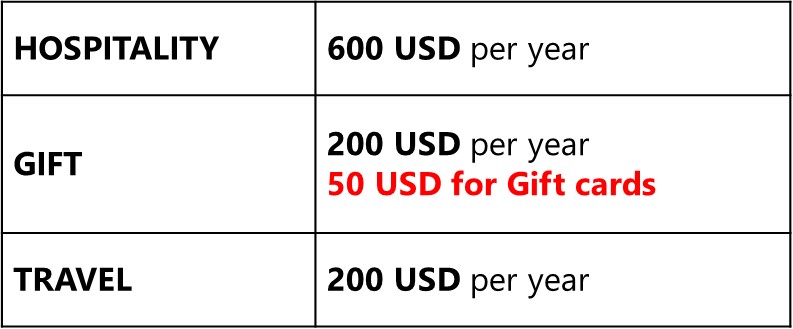 HOSPITALITY
600 USD per year
GIFT
200 USD per year
50 USD for Gift cards
TRAVEL
200 USD per year